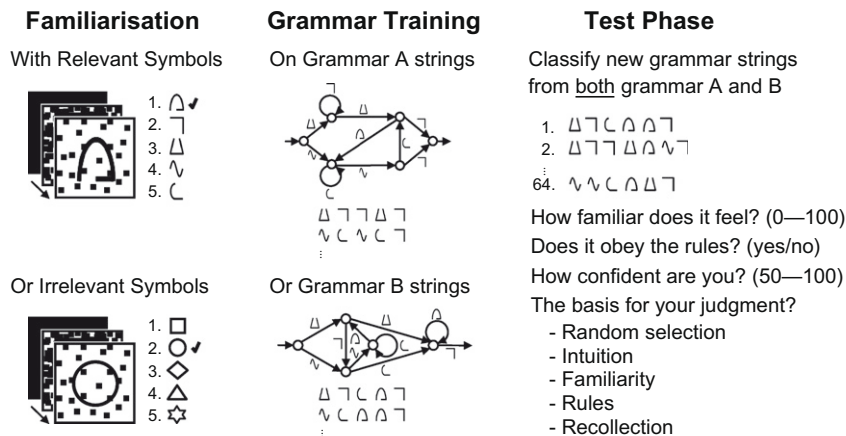 Familiarisation
With Relevant Symbols
1.
2.
3.
4.
5.
Or Irrelevant Symbols
1.
2.
3.
4.
5.
Grammar Training
On Grammar A strings
Or Grammar B strings
Test Phase
Classify new grammar strings
from both grammar A and B
1.
2.
64.
How familiar does it feel? (0—100)
Does it obey the rules? (yes/no)
How confident are you? (50—100)
The basis for your judgment?
- Random selection
- Intuition
- Familiarity
- Rules
- Recollection